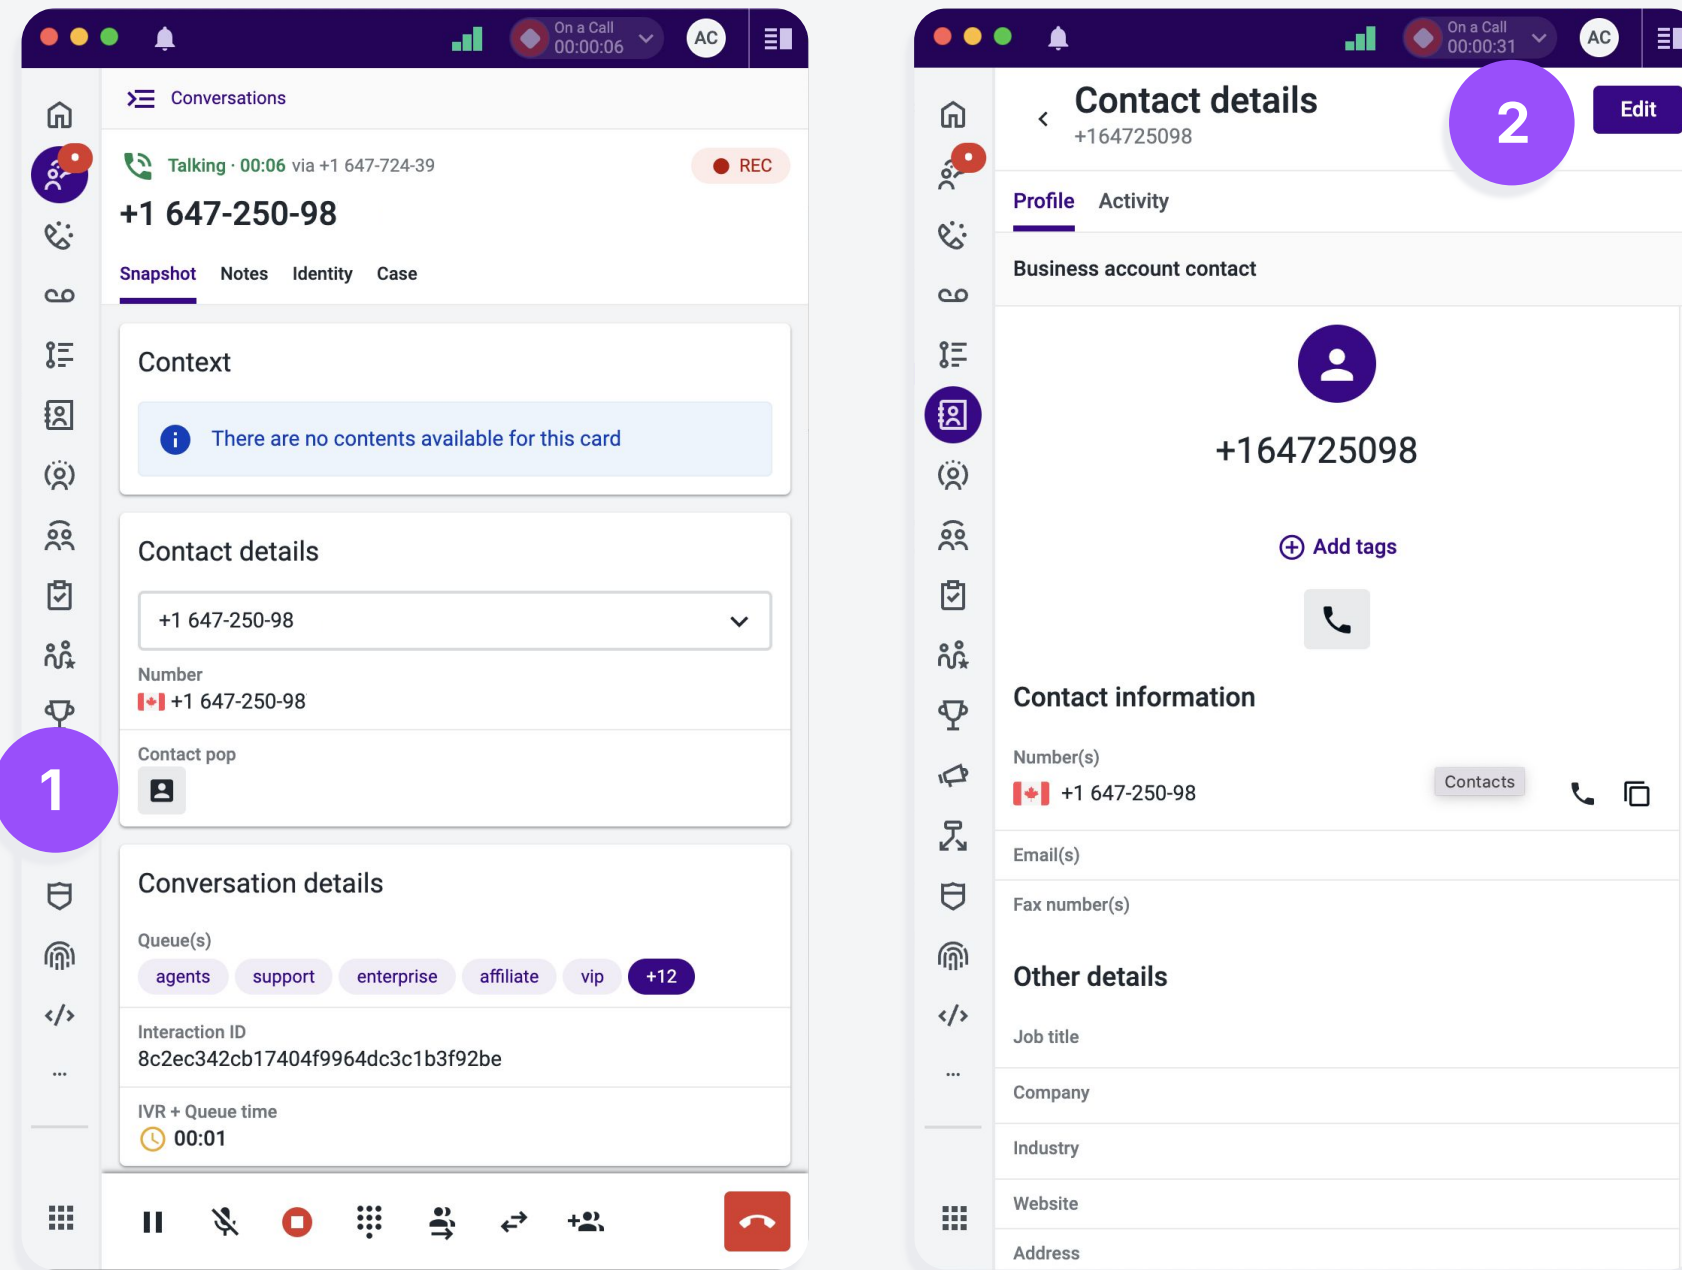 On a Call
00:00:06
AC
Conversations
Talking · 00:06 via +1 647-724-39
REC
+1 647-250-98
Snapshot Notes Identity Case
Context
There are no contents available for this card
Contact details
+1 647-250-98
Number
+1 647-250-98
Contact pop
1
Conversation details
Queue(s)
agents support enterprise affiliate vip +12
Interaction ID
8c2ec342cb17404f9964dc3c1b3f92be
IVR + Queue time
00:01
On a Call
00:00:31
AC
Contact details
+164725098
2
Edit
Profile Activity
Business account contact
+164725098
Add tags
Contact information
Number(s)
+1 647-250-98
Contacts
Email(s)
Fax number(s)
Other details
Job title
Company
Industry
Website
Address